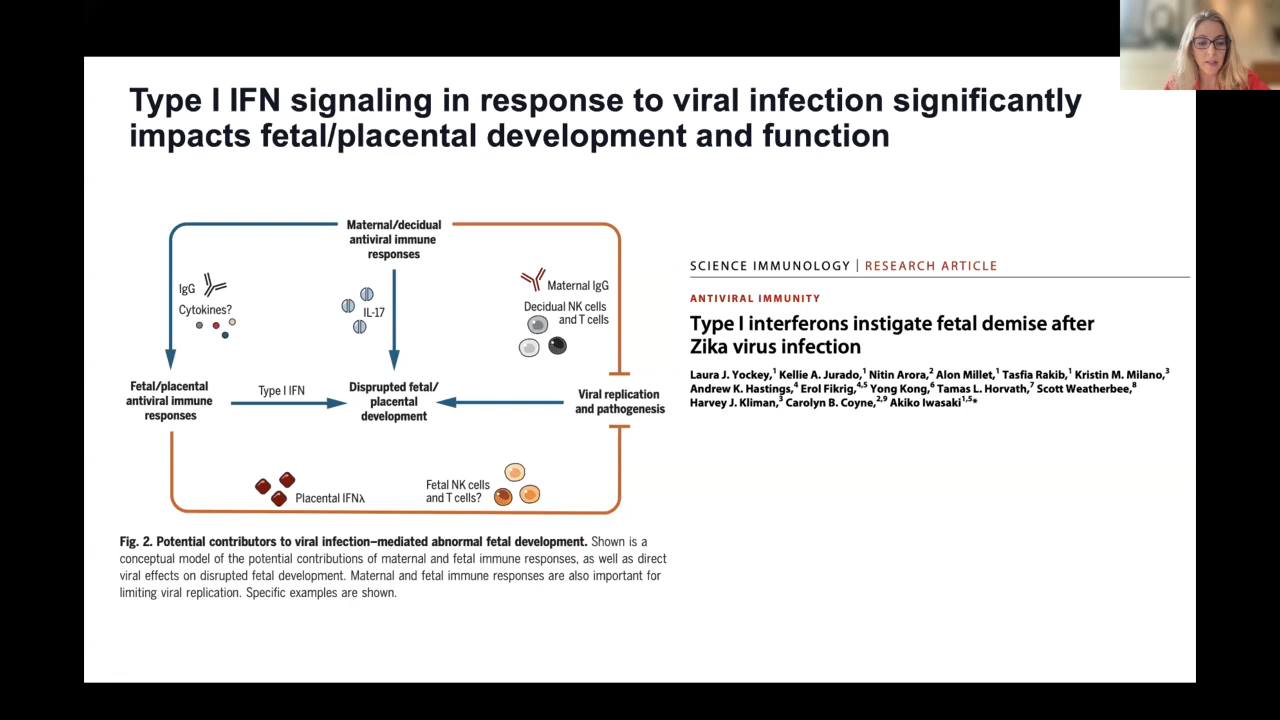 Type I IFN signaling in response to viral infection significantly
impacts fetal/placental development and function
Maternal/decidual
antiviral immune
responses
IgG
Cytokines?
IL-17
Maternal IgG
Decidual NK cells
and T cells
Fetal/placental
antiviral immune
responses
Type I IFN
Disrupted fetal/
placental
development
Viral replication
and pathogenesis
Placental IFNλ
Fetal NK cells
and T cells?
Fig. 2. Potential contributors to viral infection–mediated abnormal fetal development. Shown is a
conceptual model of the potential contributions of maternal and fetal immune responses, as well as direct
viral effects on disrupted fetal development. Maternal and fetal immune responses are also important for
limiting viral replication. Specific examples are shown.
SCIENCE IMMUNOLOGY | RESEARCH ARTICLE
ANTIVIRAL IMMUNITY
Type I interferons instigate fetal demise after
Zika virus infection
Laura J. Yockey,¹ Kellie A. Jurado,¹ Nitin Arora,² Alon Millet,¹ Tasfia Rakib,¹ Kristin M. Milano,³
Andrew K. Hastings,⁴ Erol Fikrig,⁴,⁵ Yong Kong,⁶ Tamas L. Horvath,⁷ Scott Weatherbee,⁸
Harvey J. Kliman,³ Carolyn B. Coyne,²,⁹ Akiko Iwasaki¹,⁵*